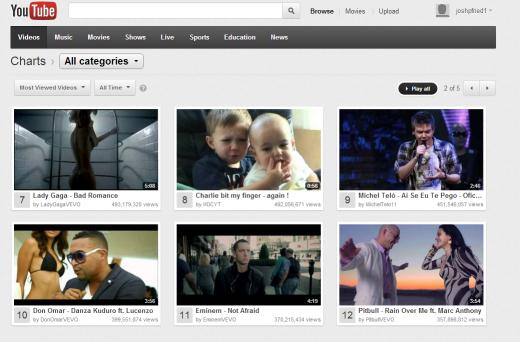 YouTube
Browse | Movies | Upload
joshpfned1
Videos Music Movies Shows Live Sports Education News
Charts › All categories
Most Viewed Videos All Time ? Play all 2 of 5
5:08
0:56
2:46
7 Lady Gaga - Bad Romance
by LadyGagaVEVO 493,179,329 views
8 Charlie bit my finger - again !
by HDCYT 492,056,671 views
9 Michel Teló - Ai Se Eu Te Pego - Ofic...
by MichelTelo11 451,546,057 views
3:56
4:19
3:54
10 Don Omar - Danza Kuduro ft. Lucenzo
by DonOmarVEVO 399,551,874 views
11 Eminem - Not Afraid
by EminemVEVO 370,215,434 views
12 Pitbull - Rain Over Me ft. Marc Anthony
by PitbullVEVO 357,898,812 views